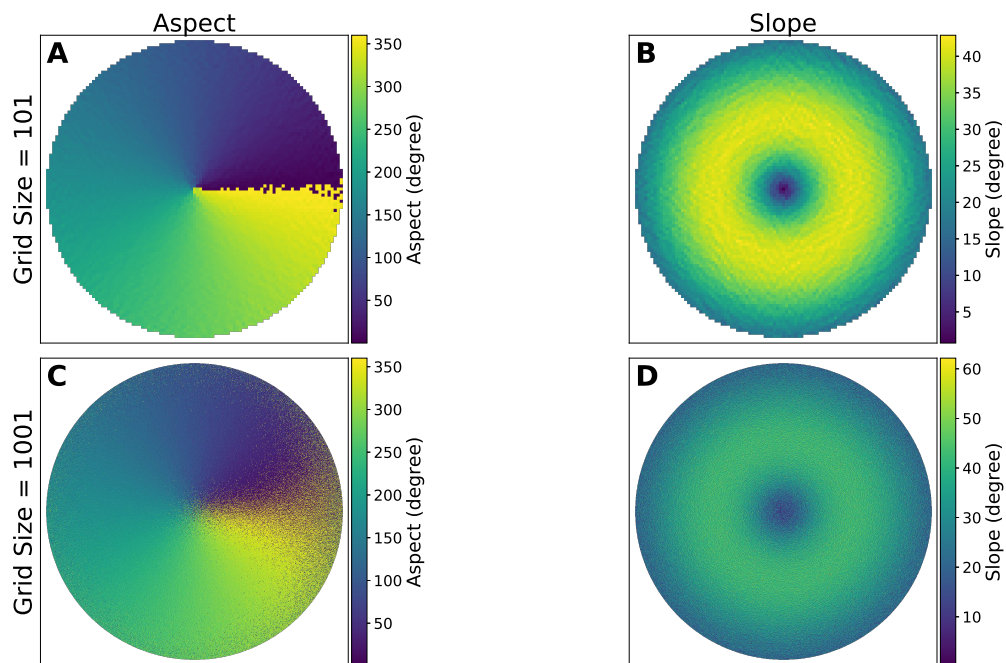 Aspect
Slope
Grid Size = 101
A
350
300
250
200
150
100
50
Aspect (degree)
B
40
35
30
25
20
15
10
5
Slope (degree)
Grid Size = 1001
C
350
300
250
200
150
100
50
Aspect (degree)
D
60
50
40
30
20
10
Slope (degree)